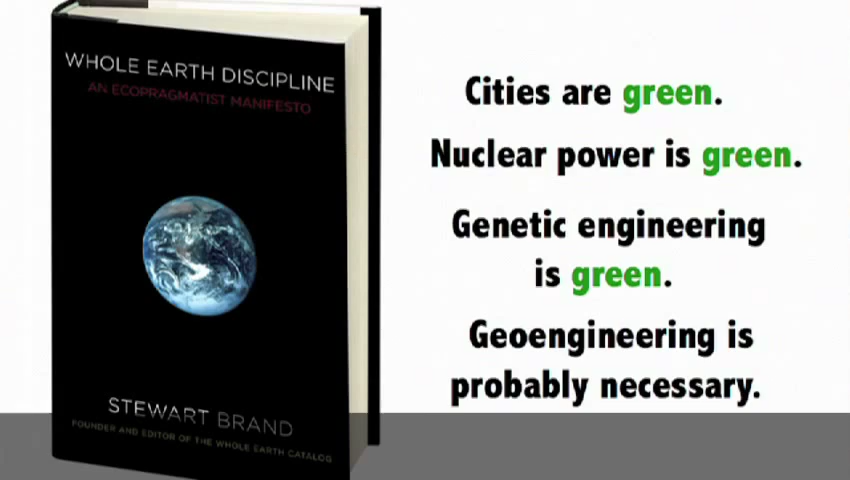 WHOLE EARTH DISCIPLINE
AN ECOPRAGMATIST MANIFESTO
STEWART BRAND
FOUNDER AND EDITOR OF THE WHOLE EARTH CATALOG
Cities are green.
Nuclear power is green.
Genetic engineering
is green.
Geoengineering is
probably necessary.